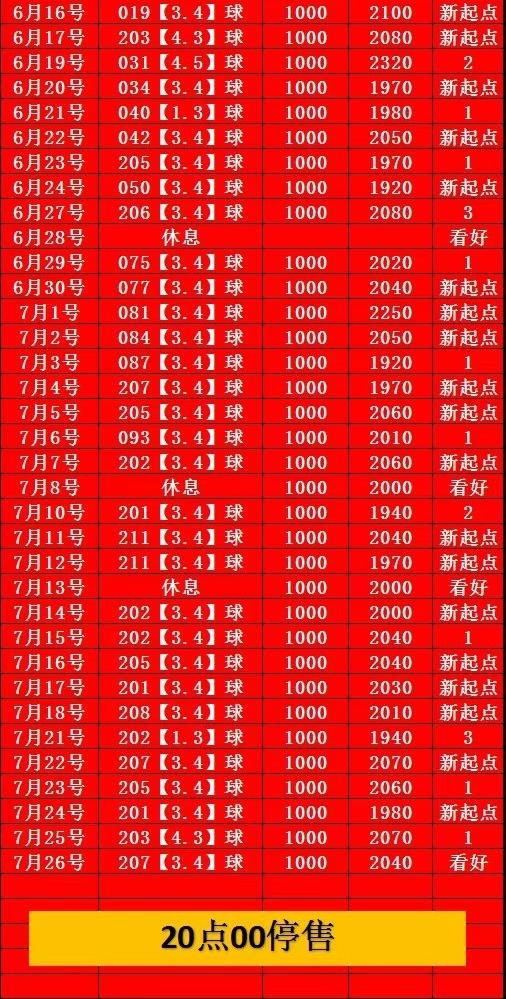 6月16号 019【3.4】球 1000 2100 新起点
6月17号 203【4.3】球 1000 2080 新起点
6月19号 031【4.5】球 1000 2320 2
6月20号 034【3.4】球 1000 1970 新起点
6月21号 040【1.3】球 1000 1980 1
6月22号 042【3.4】球 1000 2050 新起点
6月23号 205【3.4】球 1000 1970 1
6月24号 050【3.4】球 1000 1920 新起点
6月27号 206【3.4】球 1000 2080 3
6月28号 休息 看好
6月29号 075【3.4】球 1000 2020 1
6月30号 077【3.4】球 1000 2040 新起点
7月1号 081【3.4】球 1000 2250 新起点
7月2号 084【3.4】球 1000 2050 新起点
7月3号 087【3.4】球 1000 1920 1
7月4号 207【3.4】球 1000 1970 新起点
7月5号 205【3.4】球 1000 2060 新起点
7月6号 093【3.4】球 1000 2010 1
7月7号 202【3.4】球 1000 2060 新起点
7月8号 休息 1000 2000 看好
7月10号 201【3.4】球 1000 1940 2
7月11号 211【3.4】球 1000 2040 新起点
7月12号 211【3.4】球 1000 1970 新起点
7月13号 休息 1000 2000 看好
7月14号 202【3.4】球 1000 2000 新起点
7月15号 202【3.4】球 1000 2040 1
7月16号 205【3.4】球 1000 2040 新起点
7月17号 201【3.4】球 1000 2030 新起点
7月18号 208【3.4】球 1000 2010 新起点
7月21号 202【1.3】球 1000 1940 3
7月22号 207【3.4】球 1000 2070 新起点
7月23号 205【3.4】球 1000 2060 1
7月24号 201【3.4】球 1000 1980 新起点
7月25号 203【4.3】球 1000 2070 1
7月26号 207【3.4】球 1000 2040 看好
20点00停售